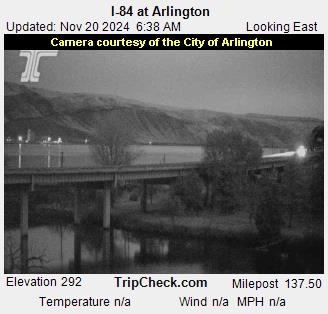 I-84 at Arlington
Updated: Nov 20 2024 6:38 AM Looking East
Camera courtesy of the City of Arlington
Elevation 292 TripCheck.com Milepost 137.50
Temperature n/a Wind n/a MPH n/a